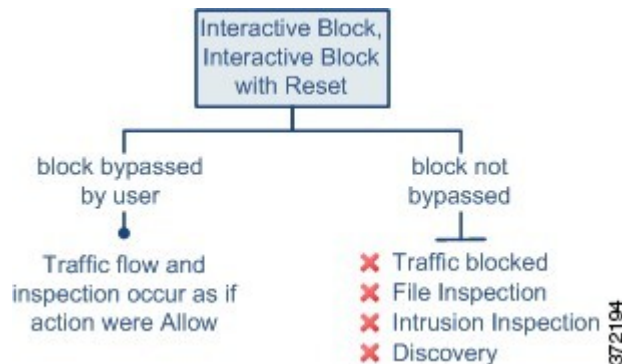 Interactive Block,
Interactive Block
with Reset
block bypassed
by user
block not
bypassed
Traffic flow and
inspection occur as if
action were Allow
Traffic blocked
File Inspection
Intrusion Inspection
Discovery
372194